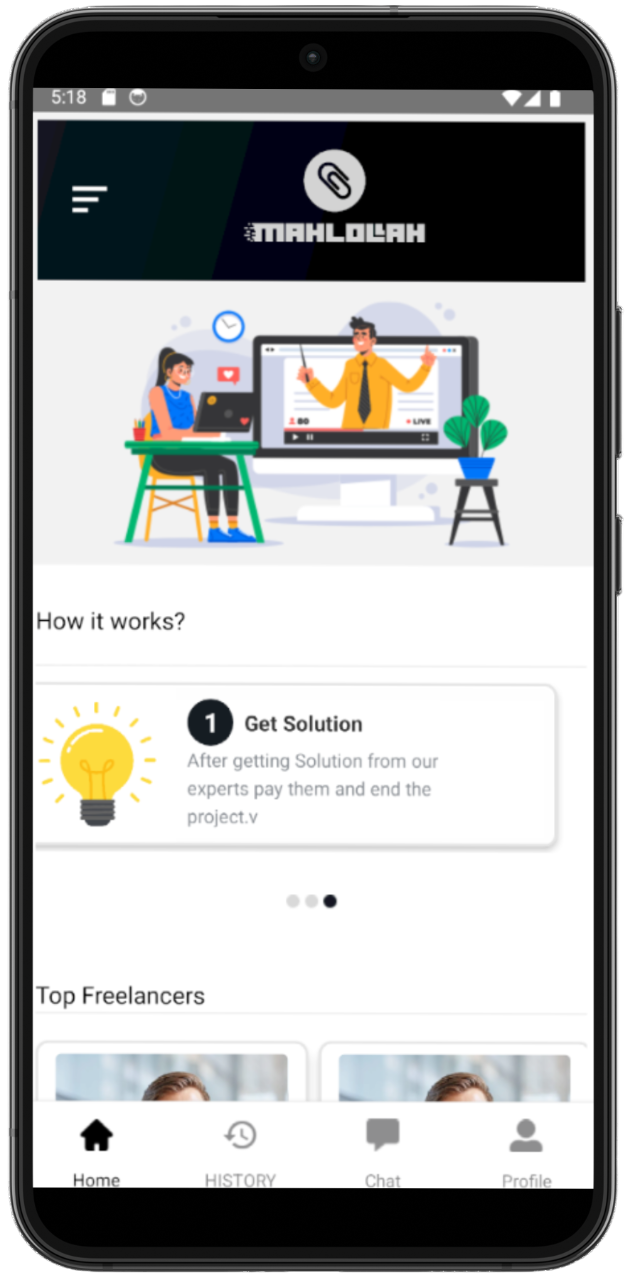 5:18
MAHLOLLAH
80
LIVE
How it works?
1 Get Solution
After getting Solution from our
experts pay them and end the
project.v
Top Freelancers
Home HISTORY Chat Profile